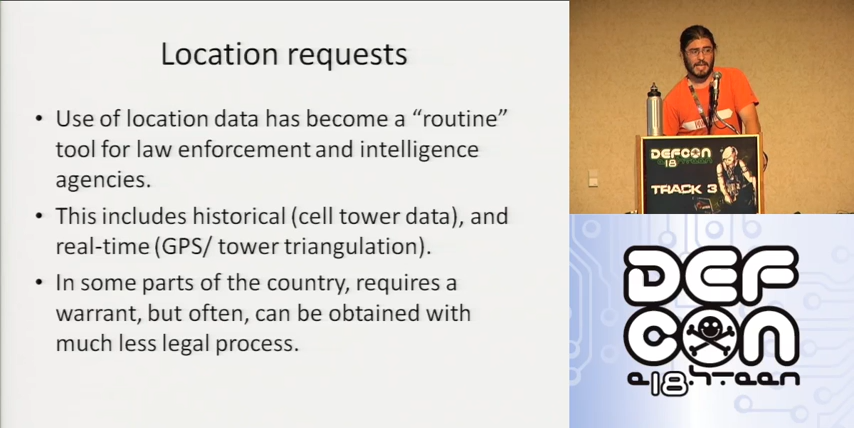 Location requests
• Use of location data has become a “routine”
tool for law enforcement and intelligence
agencies.
• This includes historical (cell tower data), and
real-time (GPS/ tower triangulation).
• In some parts of the country, requires a
warrant, but often, can be obtained with
much less legal process.
DEFCON
18
TRACK 3
DEF
CON
e18hteen